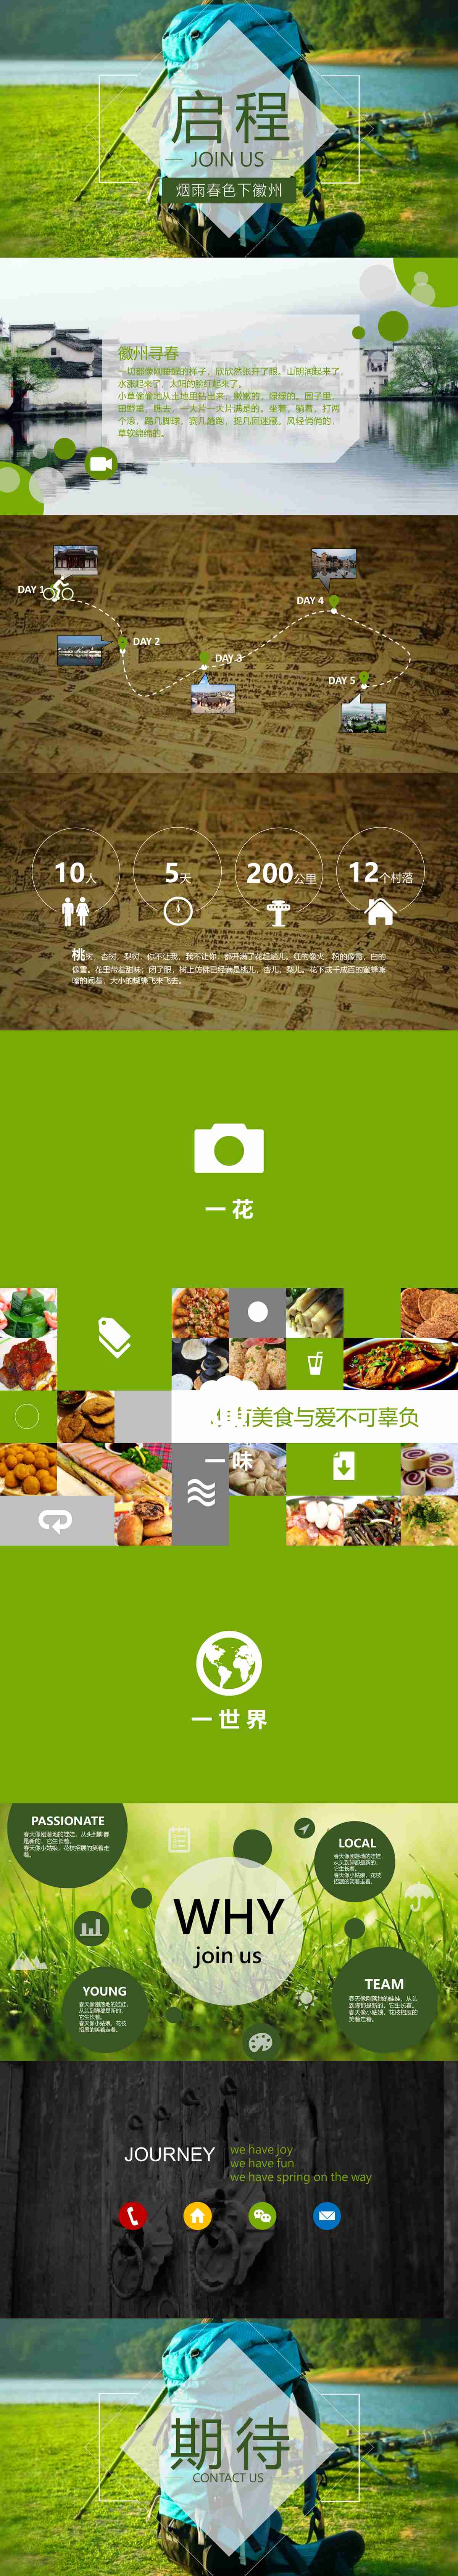 启程
JOIN US
烟雨春色下徽州
徽州寻春
一切都像刚睡醒的样子，欣欣然张开了眼。山朗润起来了，
水涨起来了，太阳的脸红起来了。
小草偷偷地从土地里钻出来，嫩嫩的，绿绿的。园子里，
田野里，瞧去，一大片一大片满是的。坐着，躺着，打两
个滚，踢几脚球，赛几趟跑，捉几回迷藏。风轻俏俏的，
草软绵绵的。
DAY 1
DAY 2
DAY 3
DAY 4
DAY 5
10人
5天
200公里
12个村落
桃树，杏树，梨树，你不让我，我不让你，都开满了花赶趟儿。红的像火，粉的像霞，白的
像雪。花里带着甜味；闭了眼，树上仿佛已经满是桃儿，杏儿，梨儿。花下成千成百的蜜蜂嗡
嗡的闹着，大小的蝴蝶飞来飞去。
一花
美食与爱不可辜负
一味
一世界
PASSIONATE
春天像刚落地的娃娃，从头到脚都
是新的，它生长着。
春天像小姑娘，花枝招展的笑着走
着。
LOCAL
春天像刚落地的娃娃，
从头到脚都是新的，
它生长着。
春天像小姑娘，花枝
招展的笑着走着。
WHY
join us
YOUNG
春天像刚落地的娃娃，
从头到脚都是新的，
它生长着。
春天像小姑娘，花枝
招展的笑着走着。
TEAM
春天像刚落地的娃娃，从头
到脚都是新的，它生长着。
春天像小姑娘，花枝招展的
笑着走着。
JOURNEY
we have joy
we have fun
we have spring on the way
期待
CONTACT US